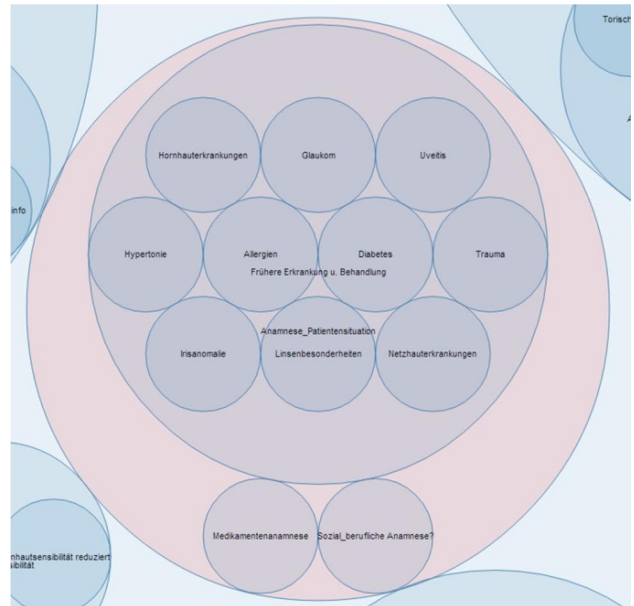 Torisch
A
Hornhauterkrankungen
Glaukom
Uveitis
info
Hypertonie
Allergien
Diabetes
Trauma
Frühere Erkrankung u. Behandlung
Anamnese_Patientensituation
Irisanomalie
Linsenbesonderheiten
Netzhauterkrankungen
Medikamentenanamnese
Sozial_berufliche Anamnese?
nhautsensibilität reduziert
sibilität